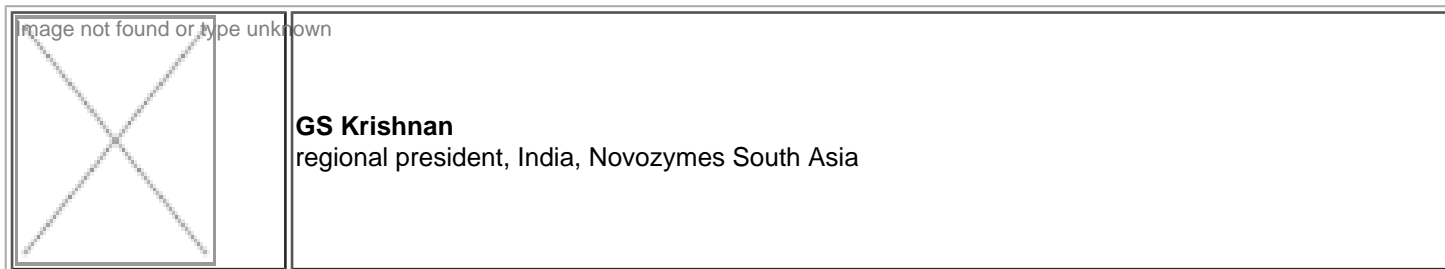 Image not found or type unknown
GS Krishnan
regional president, India, Novozymes South Asia